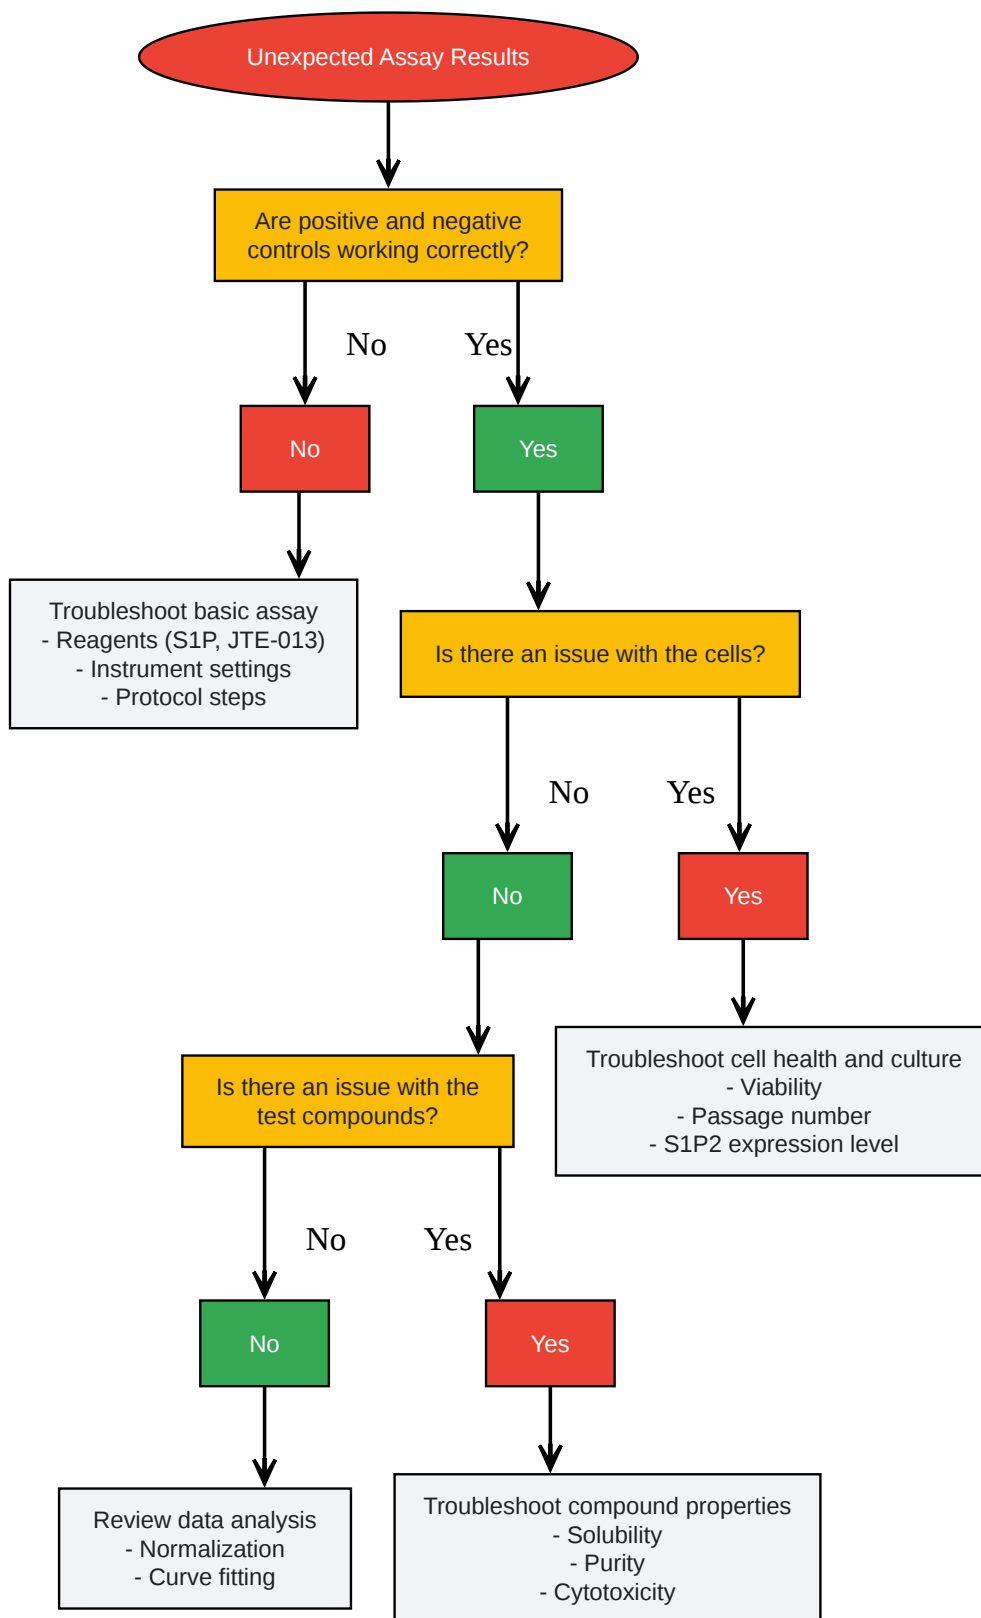 Unexpected Assay Results
Are positive and negative
controls working correctly?
No
Yes
No
Yes
Troubleshoot basic assay
- Reagents (S1P, JTE-013)
- Instrument settings
- Protocol steps
Is there an issue with the cells?
No
Yes
No
Yes
Troubleshoot cell health and culture
- Viability
- Passage number
- S1P2 expression level
Is there an issue with the
test compounds?
No
Yes
No
Yes
Review data analysis
- Normalization
- Curve fitting
Troubleshoot compound properties
- Solubility
- Purity
- Cytotoxicity